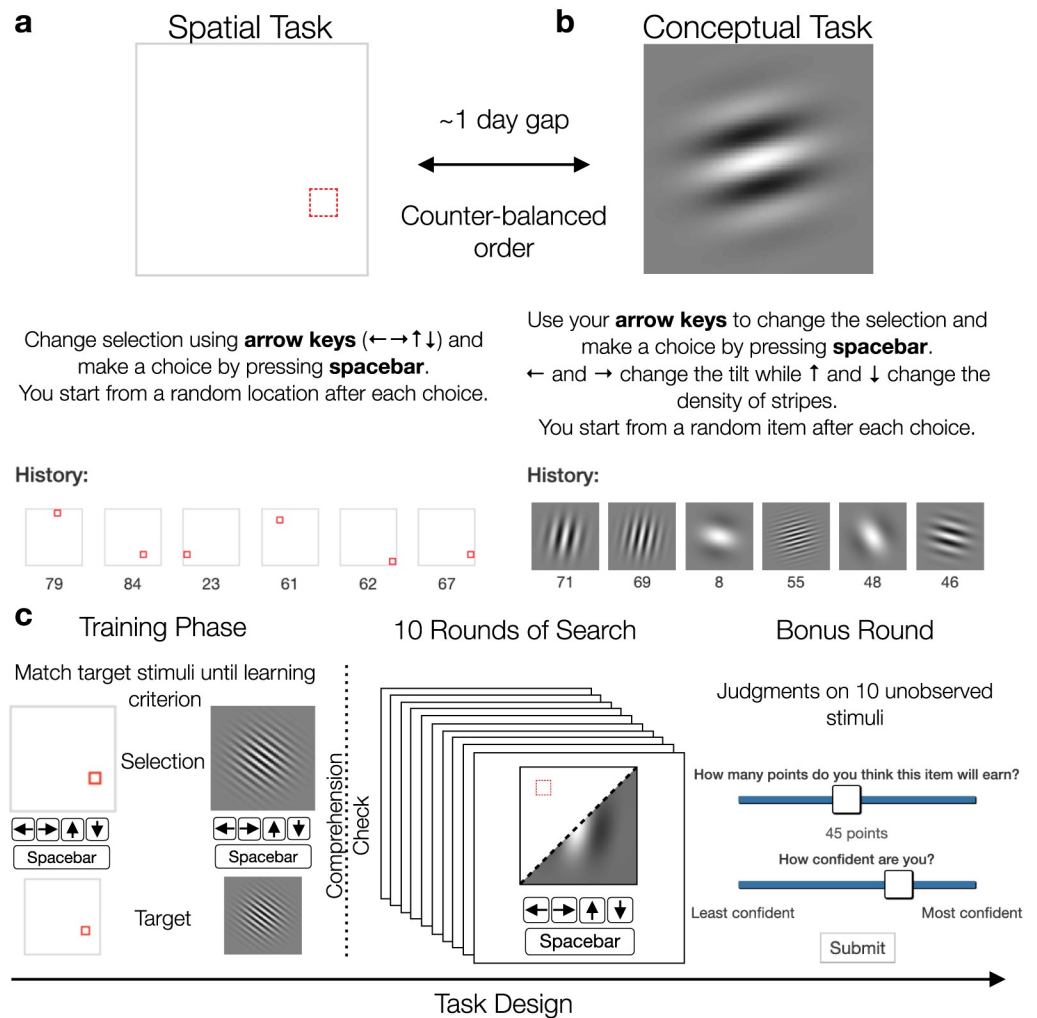 a
Spatial Task
~1 day gap
Counter-balanced
order
Change selection using arrow keys (←→↑↓) and
make a choice by pressing spacebar.
You start from a random location after each choice.
History:
79 84 23 61 62 67
b
Conceptual Task
Use your arrow keys to change the selection and
make a choice by pressing spacebar.
← and → change the tilt while ↑ and ↓ change the
density of stripes.
You start from a random item after each choice.
History:
71 69 8 55 48 46
c
Training Phase
Match target stimuli until learning
criterion
Selection
← → ↑ ↓
Spacebar
← → ↑ ↓
Spacebar
Target
Comprehension
Check
10 Rounds of Search
← → ↑ ↓
Spacebar
Bonus Round
Judgments on 10 unobserved
stimuli
How many points do you think this item will earn?
45 points
How confident are you?
Least confident Most confident
Submit
Task Design